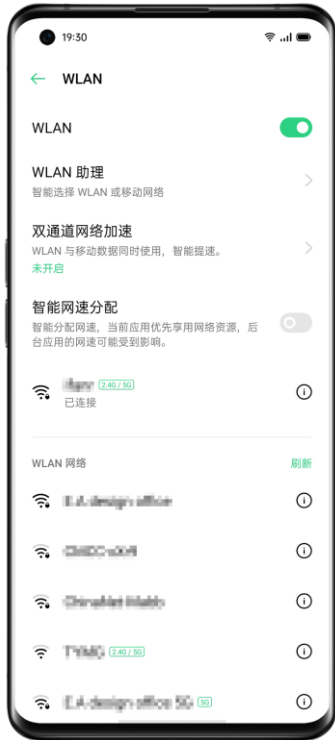 19:30
WLAN
WLAN
WLAN 助理
智能选择 WLAN 或移动网络
双通道网络加速
WLAN 与移动数据同时使用，智能提速。
未开启
智能网速分配
智能分配网速，当前应用优先享用网络资源，后
台应用的网速可能受到影响。
2.4G / 5G
已连接
WLAN 网络 刷新
2.4G / 5G
5G